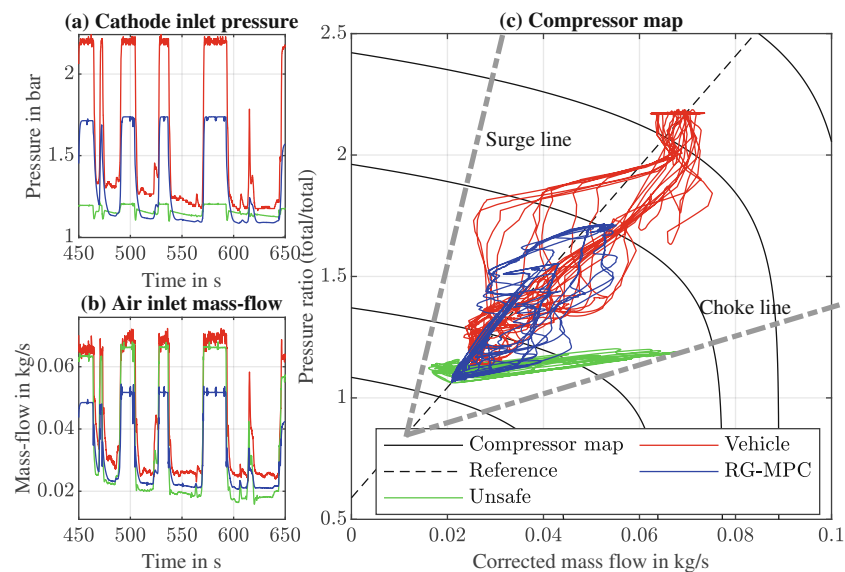 (a) Cathode inlet pressure
Pressure in bar
2
1.5
1
450 500 550 600 650
Time in s
(b) Air inlet mass-flow
Mass-flow in kg/s
0.06
0.04
0.02
450 500 550 600 650
Time in s
(c) Compressor map
Pressure ratio (total/total)
2.5
2
1.5
1
0.5
Surge line
Choke line
Compressor map
Reference
Unsafe
Vehicle
RG-MPC
0 0.02 0.04 0.06 0.08 0.1
Corrected mass flow in kg/s